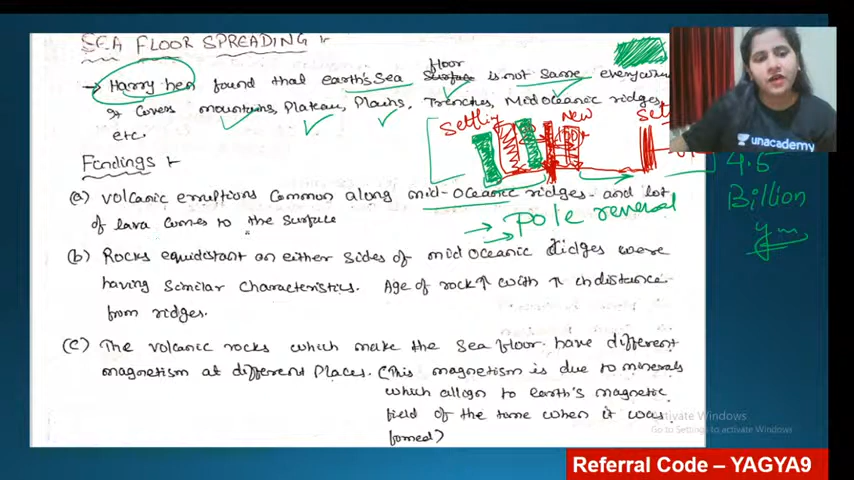 SEA FLOOR SPREADING :-
floor
→ Harry hes found that earth's Sea Surface is not same everywhere
It Covers mountains, Plateau, Plains, Trenches, Mid Oceanic ridges,
etc.
Settling
New
Set
4.6
Billion
Findings :-
(a) volcanic eruptions Common along mid-Oceanic ridges - and lot
of lava Comes to the surface
→ Pole reversal
(b) Rocks equidistant on either sides of mid Oceanic ridges were
having similar characteristics. Age of rock ↑ with ↑ in distance
from ridges.
(c) The volcanic rocks which make the sea floor have different
magnetism at different Places. (This magnetism is due to minerals
which allign to earth's magnetic
field of the time when it was
formed)
unacademy
Activate Windows
Go to Settings to activate Windows.
Referral Code – YAGYA9